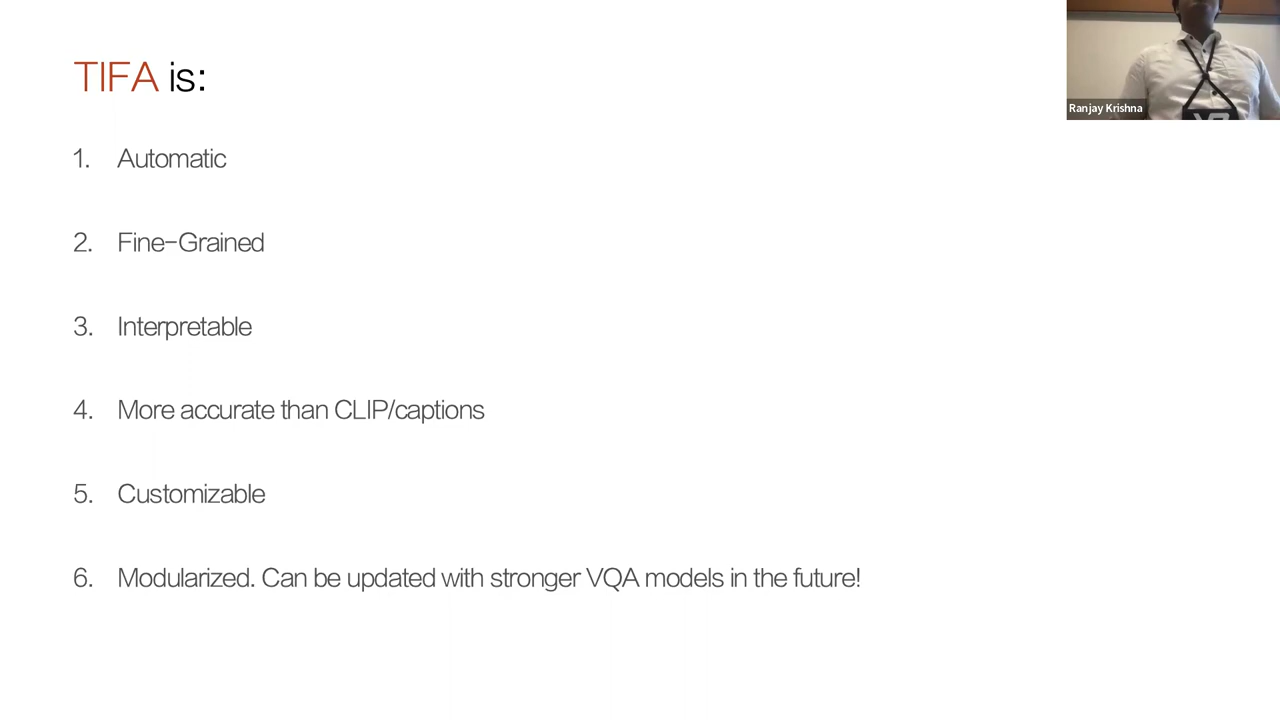 TIFA is:
Ranjay Krishna
1. Automatic
2. Fine-Grained
3. Interpretable
4. More accurate than CLIP/captions
5. Customizable
6. Modularized. Can be updated with stronger VQA models in the future!